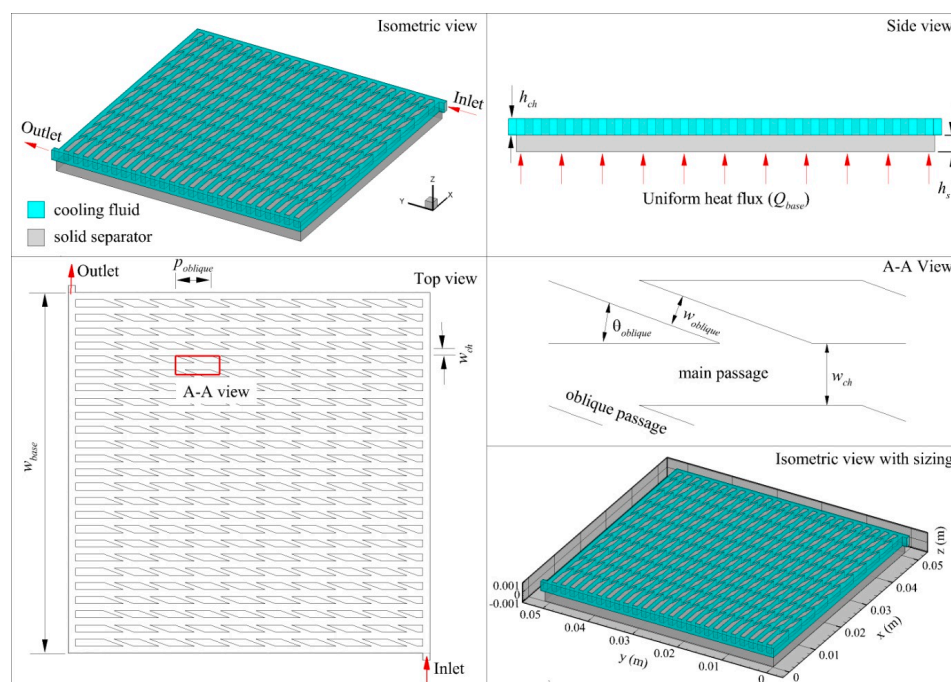 Isometric view
Inlet
Outlet
cooling fluid
solid separator
Z
Y
X
Side view
h_ch
h_s
Uniform heat flux (Q_base)
Outlet
p_oblique
Top view
w_ch
A-A view
w_base
Inlet
A-A View
w_oblique
θ_oblique
main passage
w_ch
oblique passage
Isometric view with sizing
z (m)
0.001
0
-0.001
0.05
0.04
0.03
0.02
0.01
0
y (m)
0
0.01
0.02
0.03
0.04
0.05
x (m)